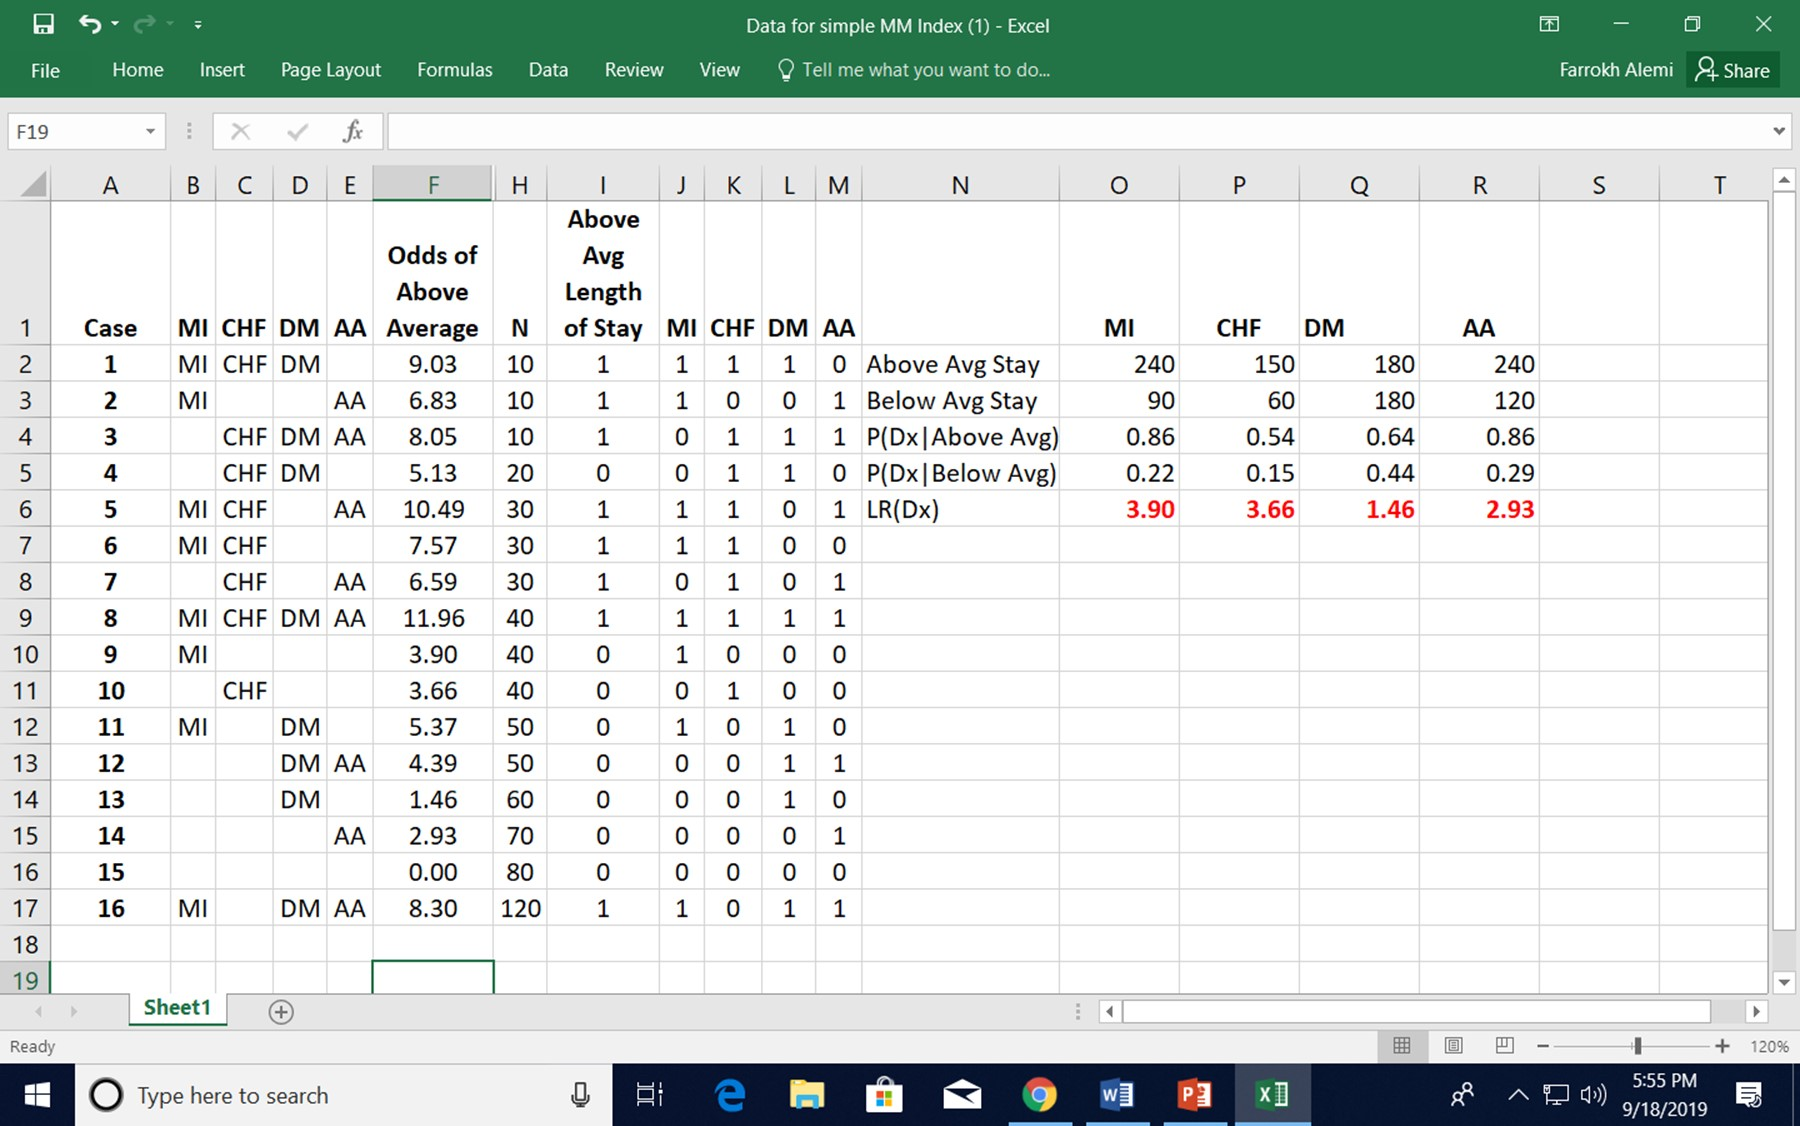 Data for simple MM Index (1) - Excel
File Home Insert Page Layout Formulas Data Review View Tell me what you want to do... Farrokh Alemi Share
F19 fx
A B C D E F H I J K L M N O P Q R S T
1 Case MI CHF DM AA Odds of Above Average N Above Avg Length of Stay MI CHF DM AA MI CHF DM AA
2 1 MI CHF DM 9.03 10 1 1 1 1 0 Above Avg Stay 240 150 180 240
3 2 MI AA 6.83 10 1 1 0 0 1 Below Avg Stay 90 60 180 120
4 3 CHF DM AA 8.05 10 1 0 1 1 1 P(Dx|Above Avg) 0.86 0.54 0.64 0.86
5 4 CHF DM 5.13 20 0 0 1 1 0 P(Dx|Below Avg) 0.22 0.15 0.44 0.29
6 5 MI CHF AA 10.49 30 1 1 1 0 1 LR(Dx) 3.90 3.66 1.46 2.93
7 6 MI CHF 7.57 30 1 1 1 0 0
8 7 CHF AA 6.59 30 1 0 1 0 1
9 8 MI CHF DM AA 11.96 40 1 1 1 1 1
10 9 MI 3.90 40 0 1 0 0 0
11 10 CHF 3.66 40 0 0 1 0 0
12 11 MI DM 5.37 50 0 1 0 1 0
13 12 DM AA 4.39 50 0 0 0 1 1
14 13 DM 1.46 60 0 0 0 1 0
15 14 AA 2.93 70 0 0 0 0 1
16 15 0.00 80 0 0 0 0 0
17 16 MI DM AA 8.30 120 1 1 0 1 1
18
19
Sheet1
Ready 120%
Type here to search 5:55 PM
9/18/2019